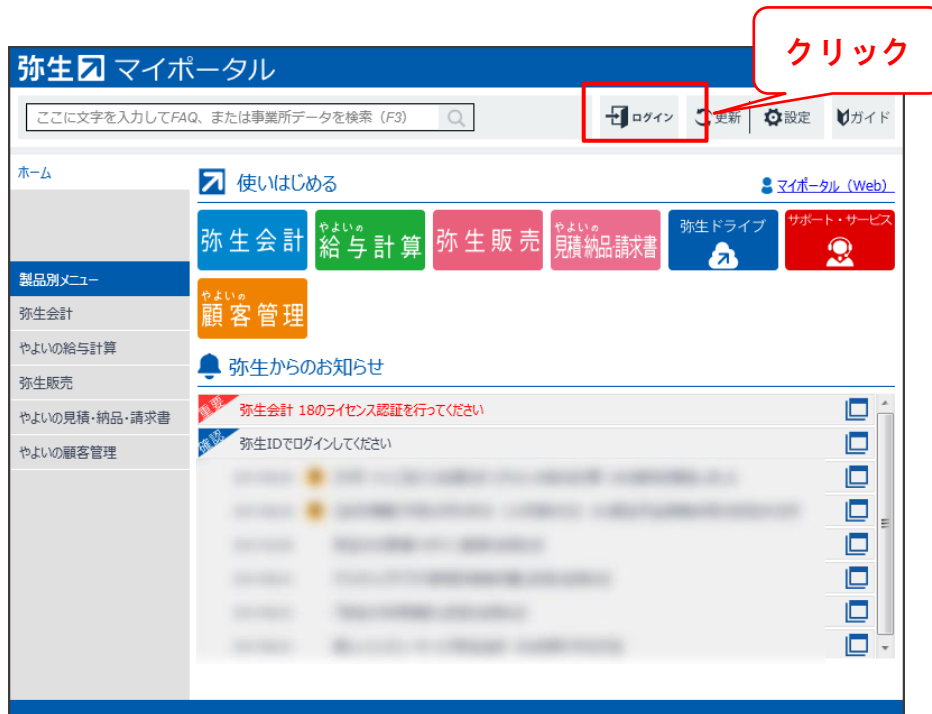 クリック
弥生 マイポータル
ここに文字を入力してFAQ、または事業所データを検索（F3）
ログイン
更新
設定
ガイド
ホーム
使いはじめる
マイポータル（Web）
弥生会計
やよいの
給与計算
弥生販売
やよいの
見積納品請求書
弥生ドライブ
サポート・サービス
やよいの
顧客管理
製品別メニュー
弥生会計
やよいの給与計算
弥生販売
やよいの見積・納品・請求書
やよいの顧客管理
弥生からのお知らせ
重要
弥生会計 18のライセンス認証を行ってください
確認
弥生IDでログインしてください